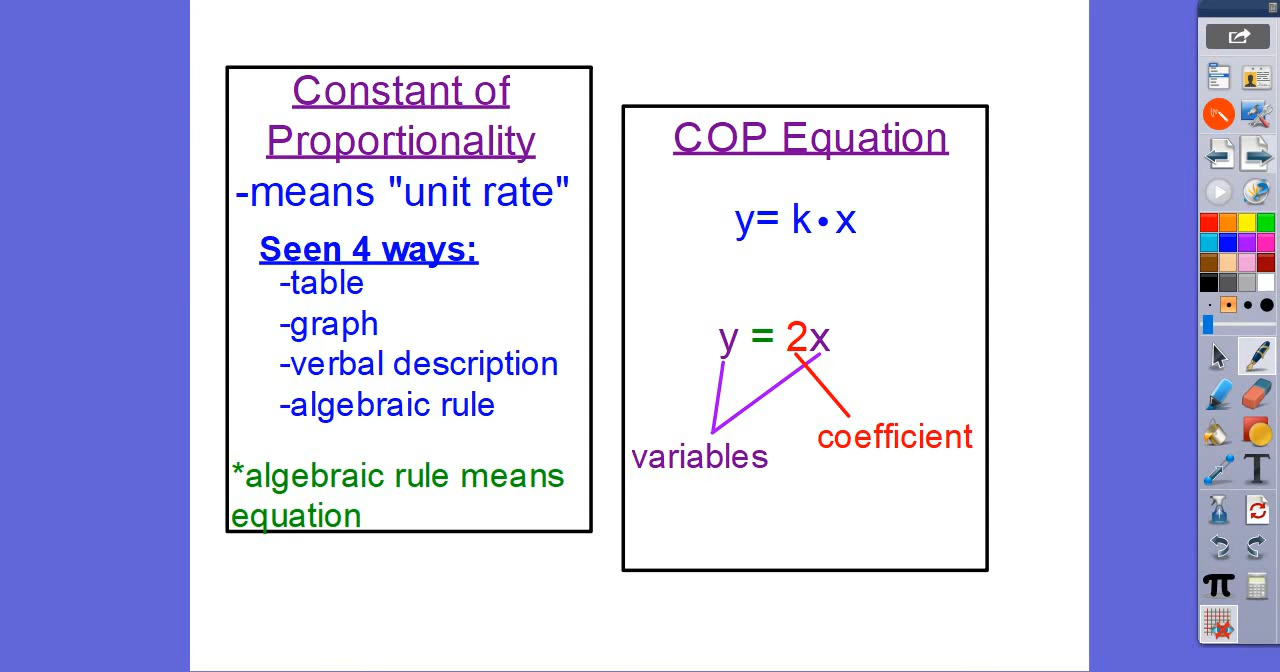 Constant of
Proportionality
-means "unit rate"
Seen 4 ways:
-table
-graph
-verbal description
-algebraic rule
*algebraic rule means
equation
COP Equation
y= k•x
y = 2x
variables
coefficient